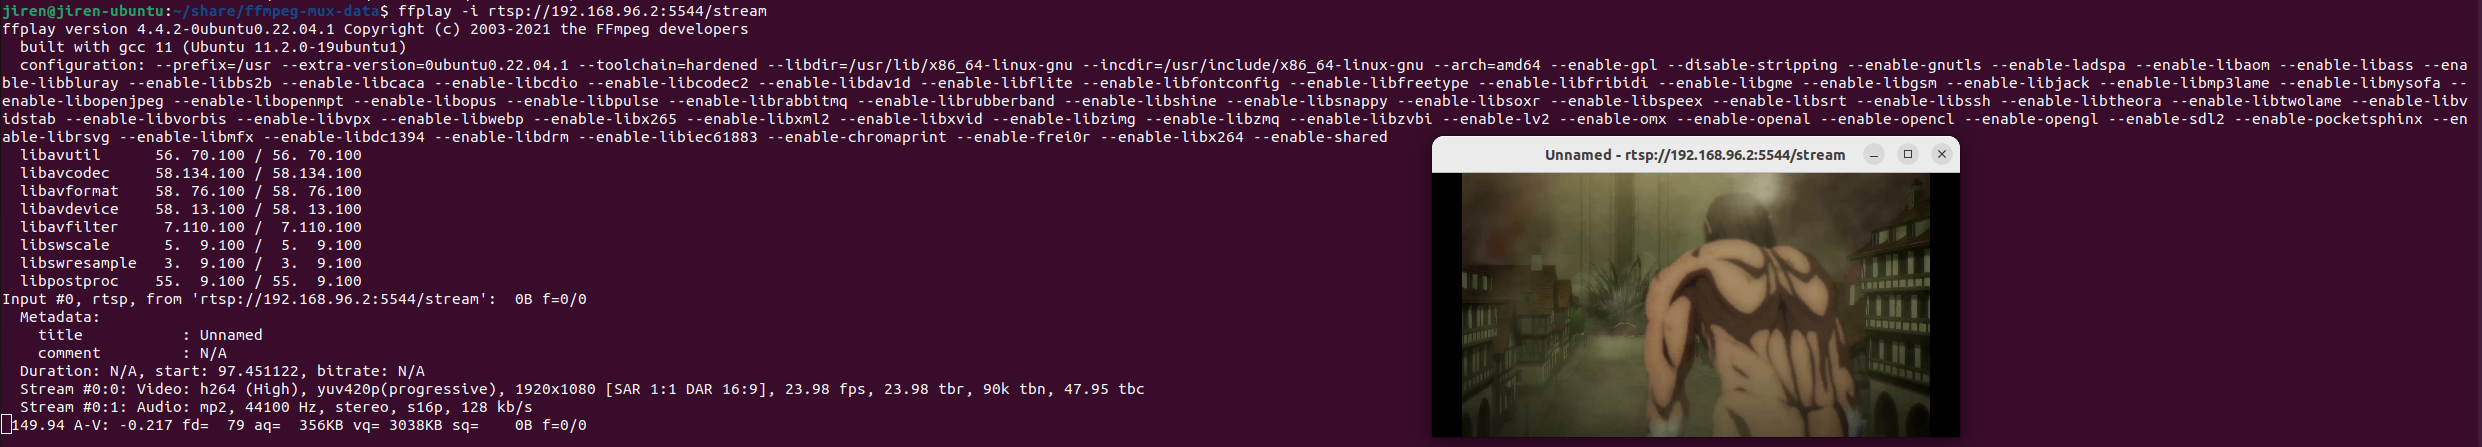 jiren@jiren-ubuntu:~/share/ffmpeg-mux-data$ ffplay -i rtsp://192.168.96.2:5544/stream
ffplay version 4.4.2-0ubuntu0.22.04.1 Copyright (c) 2003-2021 the FFmpeg developers
  built with gcc 11 (Ubuntu 11.2.0-19ubuntu1)
  configuration: --prefix=/usr --extra-version=0ubuntu0.22.04.1 --toolchain=hardened --libdir=/usr/lib/x86_64-linux-gnu --incdir=/usr/include/x86_64-linux-gnu --arch=amd64 --enable-gpl --disable-stripping --enable-gnutls --enable-ladspa --enable-libaom --enable-libass --ena
ble-libbluray --enable-libbs2b --enable-libcaca --enable-libcdio --enable-libcodec2 --enable-libdav1d --enable-libflite --enable-libfontconfig --enable-libfreetype --enable-libfribidi --enable-libgme --enable-libgsm --enable-libjack --enable-libmp3lame --enable-libmysofa --
enable-libopenjpeg --enable-libopenmpt --enable-libopus --enable-libpulse --enable-librabbitmq --enable-librubberband --enable-libshine --enable-libsnappy --enable-libsoxr --enable-libspeex --enable-libsrt --enable-libssh --enable-libtheora --enable-libtwolame --enable-libv
idstab --enable-libvorbis --enable-libvpx --enable-libwebp --enable-libx265 --enable-libxml2 --enable-libxvid --enable-libzimg --enable-libzmq --enable-libzvbi --enable-lv2 --enable-omx --enable-openal --enable-opencl --enable-opengl --enable-sdl2 --enable-pocketsphinx --en
able-librsvg --enable-libmfx --enable-libdc1394 --enable-libdrm --enable-libiec61883 --enable-chromaprint --enable-frei0r --enable-libx264 --enable-shared
  libavutil      56. 70.100 / 56. 70.100
  libavcodec     58.134.100 / 58.134.100
  libavformat    58. 76.100 / 58. 76.100
  libavdevice    58. 13.100 / 58. 13.100
  libavfilter     7.110.100 /  7.110.100
  libswscale      5.  9.100 /  5.  9.100
  libswresample   3.  9.100 /  3.  9.100
  libpostproc    55.  9.100 / 55.  9.100
Input #0, rtsp, from 'rtsp://192.168.96.2:5544/stream':  0B f=0/0
  Metadata:
    title           : Unnamed
    comment         : N/A
  Duration: N/A, start: 97.451122, bitrate: N/A
  Stream #0:0: Video: h264 (High), yuv420p(progressive), 1920x1080 [SAR 1:1 DAR 16:9], 23.98 fps, 23.98 tbr, 90k tbn, 47.95 tbc
  Stream #0:1: Audio: mp2, 44100 Hz, stereo, s16p, 128 kb/s
 149.94 A-V: -0.217 fd=  79 aq=  356KB vq= 3038KB sq=    0B f=0/0
Unnamed - rtsp://192.168.96.2:5544/stream